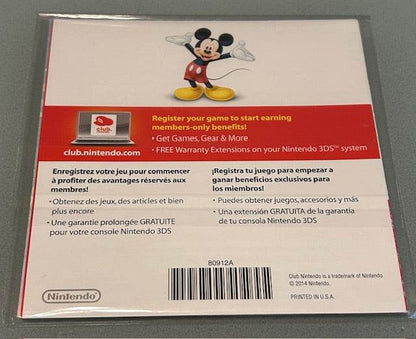 Register your game to start earning
members-only benefits!
• Get Games, Gear & More
• FREE Warranty Extensions on your Nintendo 3DS™ system
club.
club.nintendo.com
Enregistrez votre jeu pour commencer
à profiter des avantages réservés aux
membres!
• Obtenez des jeux, des articles et bien
plus encore
• Une garantie prolongée GRATUITE
pour votre console Nintendo 3DS
¡Registra tu juego para empezar a
ganar beneficios exclusivos para
los miembros!
• Puedes obtener juegos, accesorios y más
• Una extensión GRATUITA de la garantía
de tu consola Nintendo 3DS
80912A
Nintendo
Club Nintendo is a trademark of Nintendo.
© 2014 Nintendo.
PRINTED IN U.S.A.